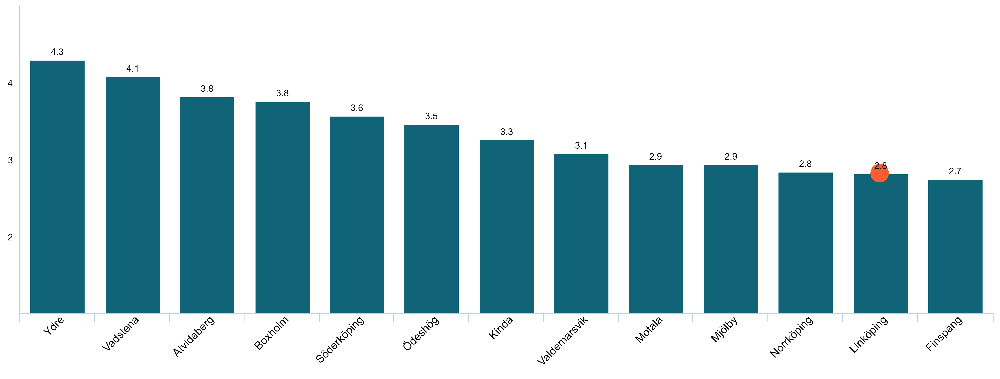 4.3
4.1
3.8
3.8
3.6
3.5
3.3
3.1
2.9
2.9
2.8
2.8
2.7
4
3
2
Ydre
Vadstena
Åtvidaberg
Boxholm
Söderköping
Ödeshög
Kinda
Valdemarsvik
Motala
Mjölby
Norrköping
Linköping
Finspång